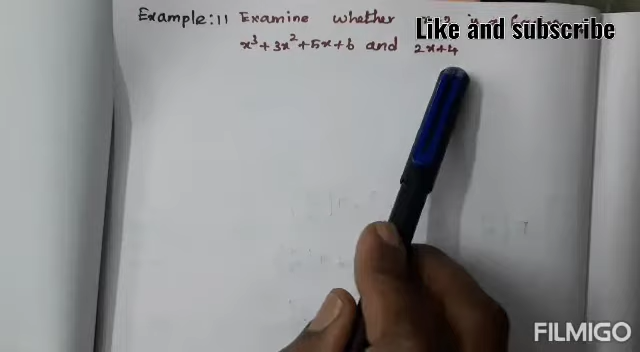 Example:11 Examine whether
Like and subscribe
x³+3x²+5x+6 and 2x+4
FILMIGO